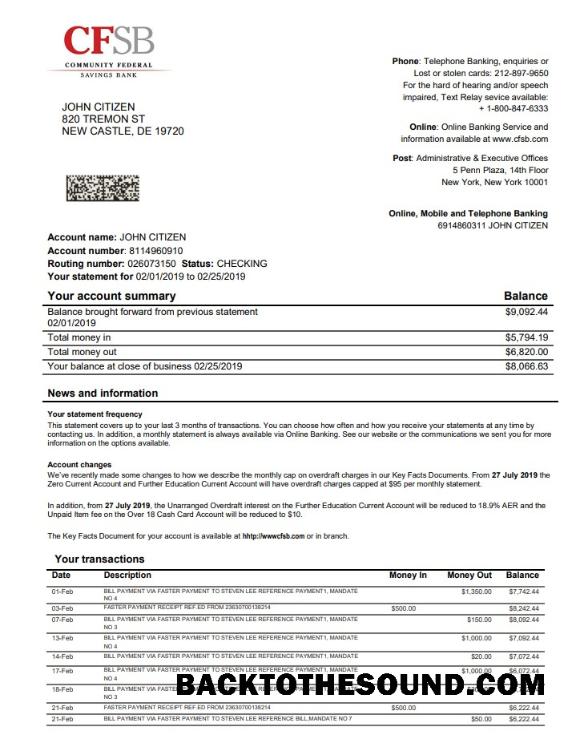 CFSB
COMMUNITY FEDERAL
SAVINGS BANK
JOHN CITIZEN
820 TREMON ST
NEW CASTLE, DE 19720
Phone: Telephone Banking, enquiries or
Lost or stolen cards: 212-897-9650
For the hard of hearing and/or speech
impaired, Text Relay sevice available:
+ 1-800-847-6333
Online: Online Banking Service and
information available at www.cfsb.com
Post: Administrative & Executive Offices
5 Penn Plaza, 14th Floor
New York, New York 10001
Online, Mobile and Telephone Banking
6914860311 JOHN CITIZEN
Account name: JOHN CITIZEN
Account number: 8114960910
Routing number: 026073150 Status: CHECKING
Your statement for 02/01/2019 to 02/25/2019
Your account summary Balance
Balance brought forward from previous statement $9,092.44
02/01/2019
Total money in $5,794.19
Total money out $6,820.00
Your balance at close of business 02/25/2019 $8,066.63
News and information
Your statement frequency
This statement covers up to your last 3 months of transactions. You can choose how often and how you receive your statements at any time by
contacting us. In addition, a monthly statement is always available via Online Banking. See our website or the communications we sent you for more
information on the options available.
Account changes
We've recently made some changes to how we describe the monthly cap on overdraft charges in our Key Facts Documents. From 27 July 2019 the
Zero Current Account and Further Education Current Account will have overdraft charges capped at $95 per monthly statement.
In addition, from 27 July 2019, the Unarranged Overdraft interest on the Further Education Current Account will be reduced to 18.9% AER and the
Unpaid Item fee on the Over 18 Cash Card Account will be reduced to $10.
The Key Facts Document for your account is available at hhtp://wwwcfsb.com or in branch.
Your transactions
Date Description Money In Money Out Balance
01-Feb BILL PAYMENT VIA FASTER PAYMENT TO STEVEN LEE REFERENCE PAYMENT1, MANDATE $1,350.00 $7,742.44
NO 4
03-Feb FASTER PAYMENT RECEIPT REF.ED FROM 23630700138214 $500.00 $8,242.44
07-Feb BILL PAYMENT VIA FASTER PAYMENT TO STEVEN LEE REFERENCE PAYMENT1, MANDATE $150.00 $8,092.44
NO 3
13-Feb BILL PAYMENT VIA FASTER PAYMENT TO STEVEN LEE REFERENCE PAYMENT1, MANDATE $1,000.00 $7,092.44
NO 4
14-Feb BILL PAYMENT VIA FASTER PAYMENT TO STEVEN LEE REFERENCE PAYMENT1, MANDATE $20.00 $7,072.44
17-Feb BILL PAYMENT VIA FASTER PAYMENT TO STEVEN LEE REFERENCE PAYMENT1, MANDATE $1,000.00 $6,072.44
NO 4
BACKTOTHESOUND.COM
18-Feb BILL PAYMENT VIA
NO 3
21-Feb FASTER PAYMENT RECEIPT REF.ED FROM 23630700138214 $500.00 $6,222.44
21-Feb BILL PAYMENT VIA FASTER PAYMENT TO STEVEN LEE REFERENCE BILL,MANDATE NO 7 $50.00 $6,222.44